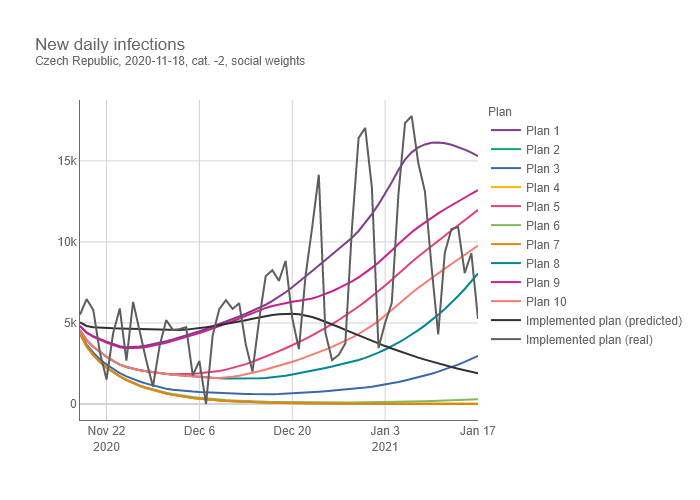 New daily infections
Czech Republic, 2020-11-18, cat. -2, social weights
Plan
Plan 1
Plan 2
Plan 3
Plan 4
Plan 5
Plan 6
Plan 7
Plan 8
Plan 9
Plan 10
Implemented plan (predicted)
Implemented plan (real)
15k
10k
5k
0
Nov 22 Dec 6 Dec 20 Jan 3 Jan 17
2020 2021